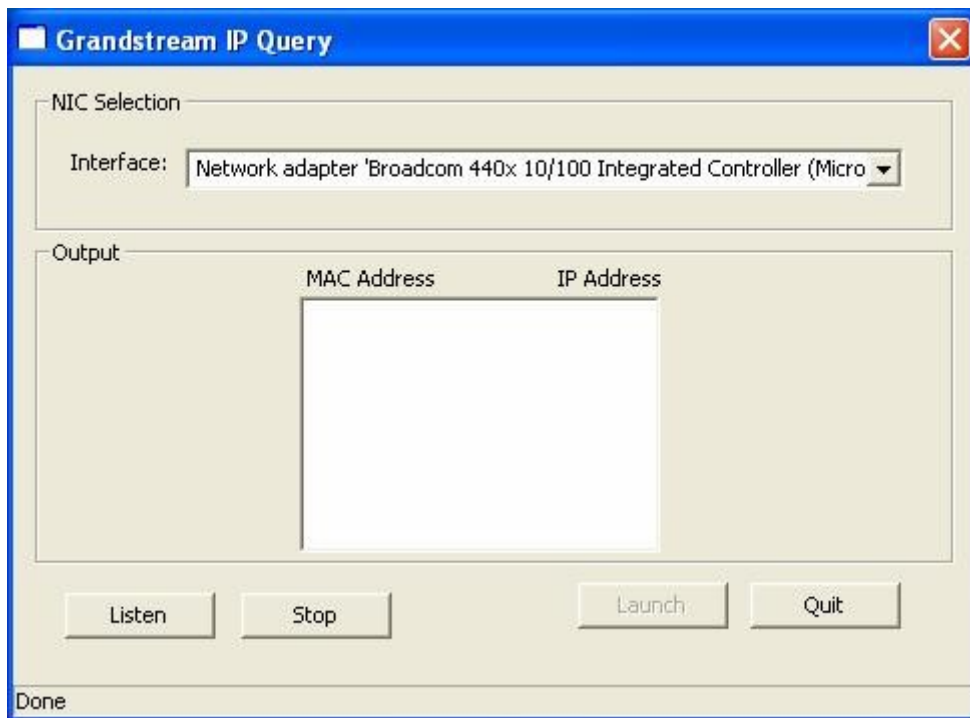 Grandstream IP Query
NIC Selection
Interface: Network adapter 'Broadcom 440x 10/100 Integrated Controller (Micro
Output
MAC Address IP Address
Listen Stop Launch Quit
Done